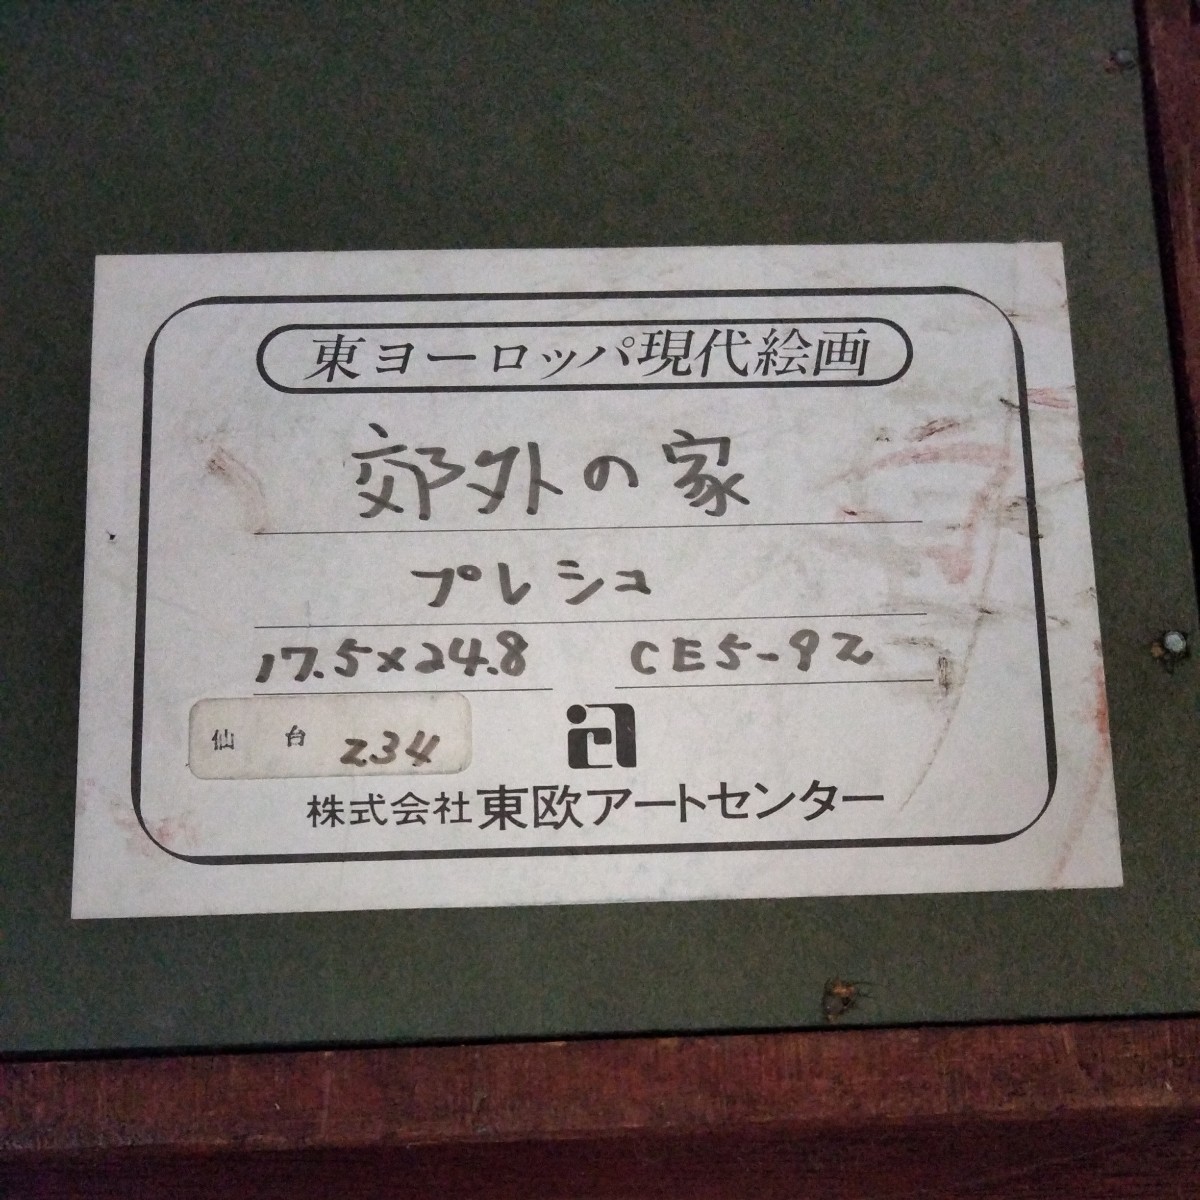 東ヨーロッパ現代絵画
郊外の家
プレシュ
17.5×24.8 CE5-92
仙台 234
株式会社東欧アートセンター